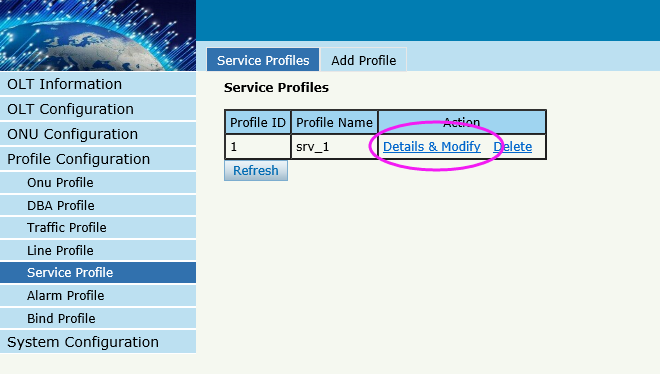 Service Profiles Add Profile
OLT Information
OLT Configuration
ONU Configuration
Profile Configuration
Onu Profile
DBA Profile
Traffic Profile
Line Profile
Service Profile
Alarm Profile
Bind Profile
System Configuration
Service Profiles
Profile ID Profile Name Action
1 srv_1 Details & Modify Delete
Refresh